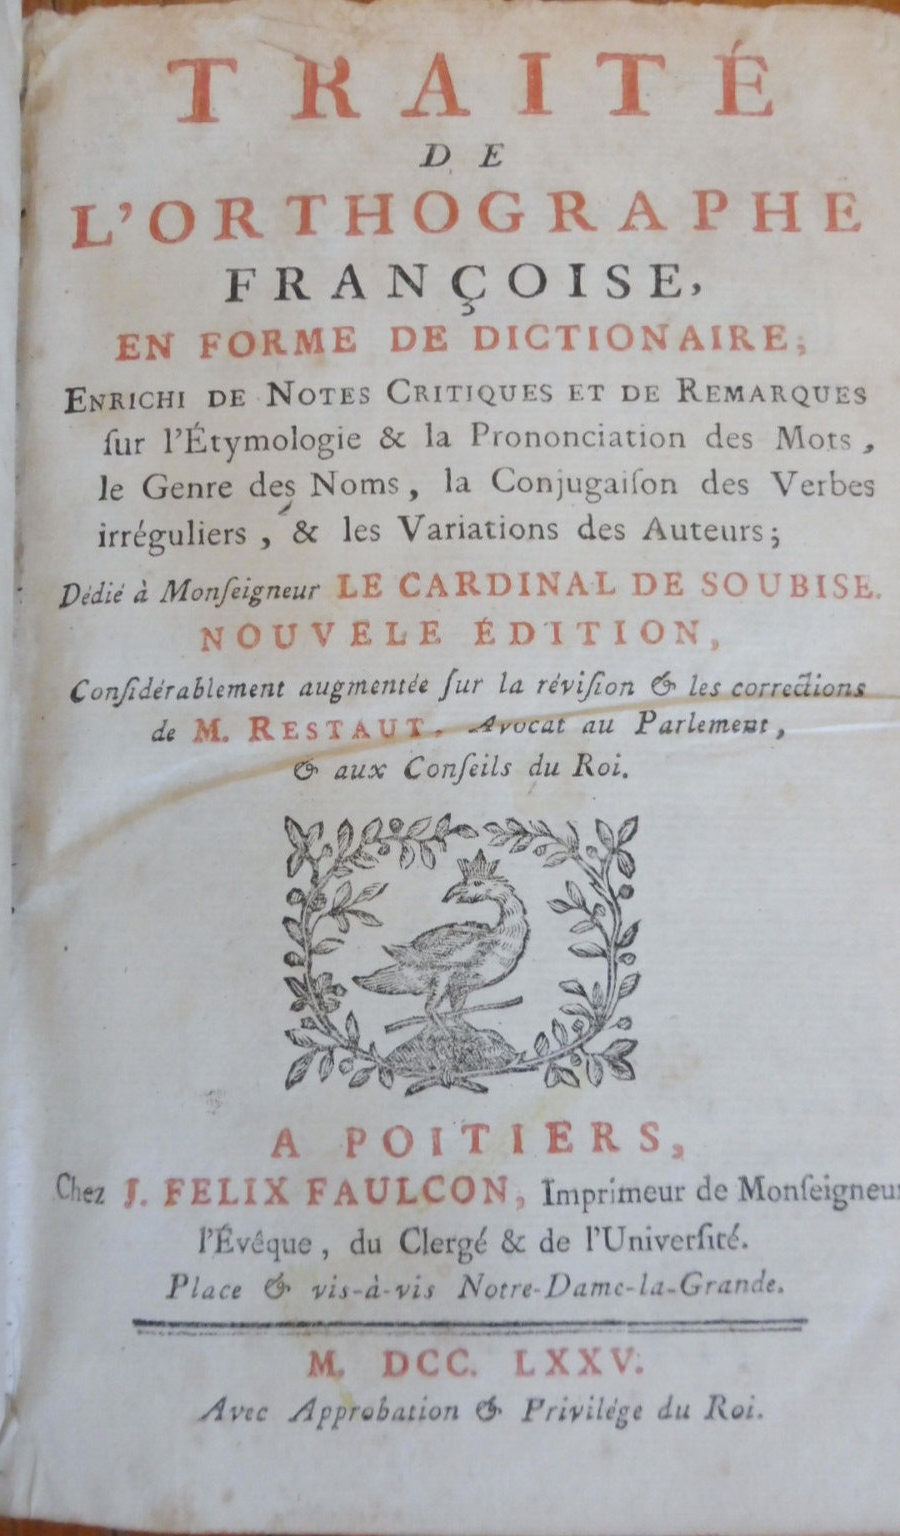 TRAITÉ
DE
L'ORTHOGRAPHE
FRANÇOISE,
EN FORME DE DICTIONAIRE;
ENRICHI DE NOTES CRITIQUES ET DE REMARQUES
ſur l'Étymologie & la Prononciation des Mots,
le Genre des Noms, la Conjugaiſon des Verbes
irréguliers, & les Variations des Auteurs;
Dédié à Monſeigneur LE CARDINAL DE SOUBISE.
NOUVELE ÉDITION,
Conſidérablement augmentée ſur la réviſion & les corrections
de M. RESTAUT, Avocat au Parlement,
& aux Conſeils du Roi.
A POITIERS,
Chez J. FELIX FAULCON, Imprimeur de Monſeigneur
l'Évêque, du Clergé & de l'Univerſité.
Place & vis-à-vis Notre-Dame-la-Grande.
M. DCC. LXXV.
Avec Approbation & Privilége du Roi.